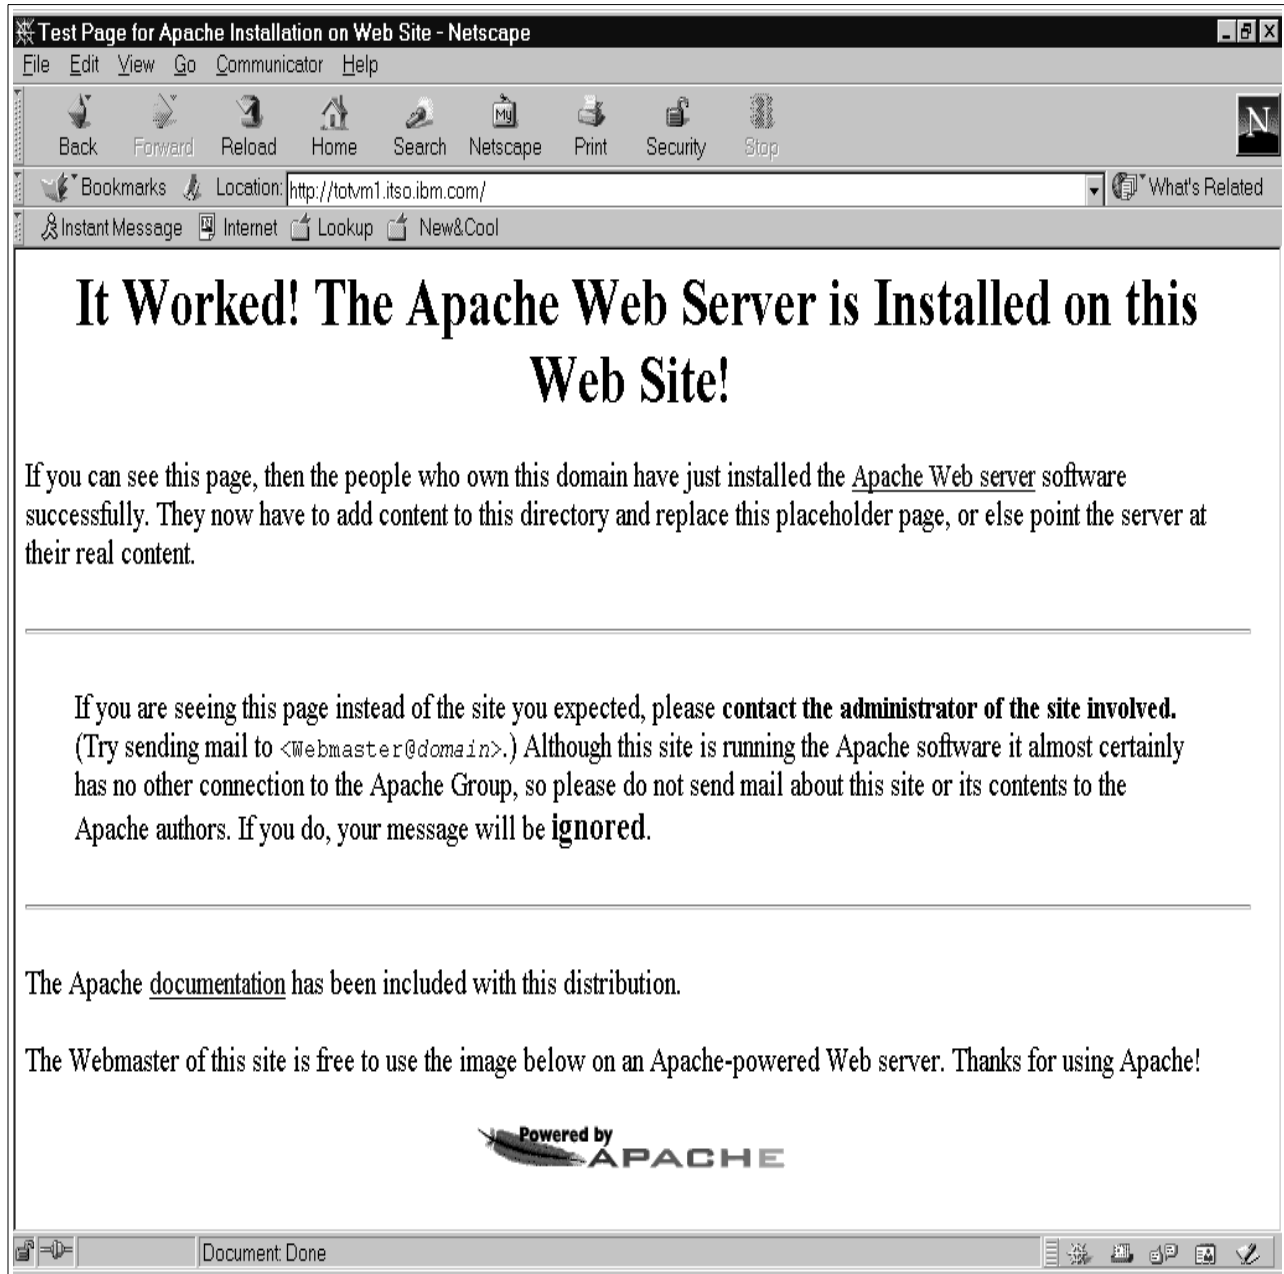 Test Page for Apache Installation on Web Site - Netscape
File Edit View Go Communicator Help
My
N
Back Forward Reload Home Search Netscape Print Security Stop
Bookmarks Location: http://totvm1.itso.ibm.com/ What's Related
Instant Message Internet Lookup New&Cool
It Worked! The Apache Web Server is Installed on this
Web Site!
If you can see this page, then the people who own this domain have just installed the Apache Web server software
successfully. They now have to add content to this directory and replace this placeholder page, or else point the server at
their real content.
If you are seeing this page instead of the site you expected, please contact the administrator of the site involved.
(Try sending mail to <Webmaster@domain>.) Although this site is running the Apache software it almost certainly
has no other connection to the Apache Group, so please do not send mail about this site or its contents to the
Apache authors. If you do, your message will be ignored.
The Apache documentation has been included with this distribution.
The Webmaster of this site is free to use the image below on an Apache-powered Web server. Thanks for using Apache!
Powered by
APACHE
Document: Done